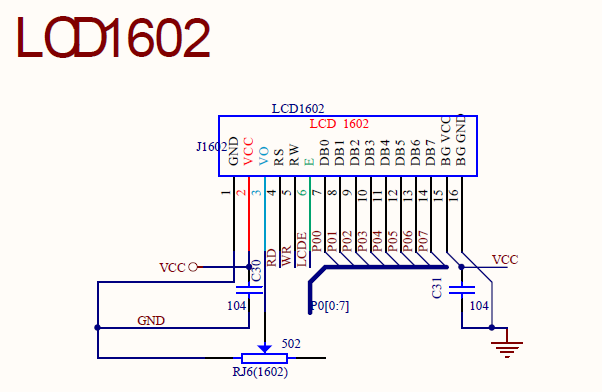 LCD1602
LCD1602
LCD 1602
J1602
GND VCC VO RS RW E DB0 DB1 DB2 DB3 DB4 DB5 DB6 DB7 BG VCC BG GND
1 2 3 4 5 6 7 8 9 10 11 12 13 14 15 16
RD WR LCDE P00 P01 P02 P03 P04 P05 P06 P07
VCC
C30
VCC
104
P0[0:7]
C31
104
GND
502
RJ6(1602)